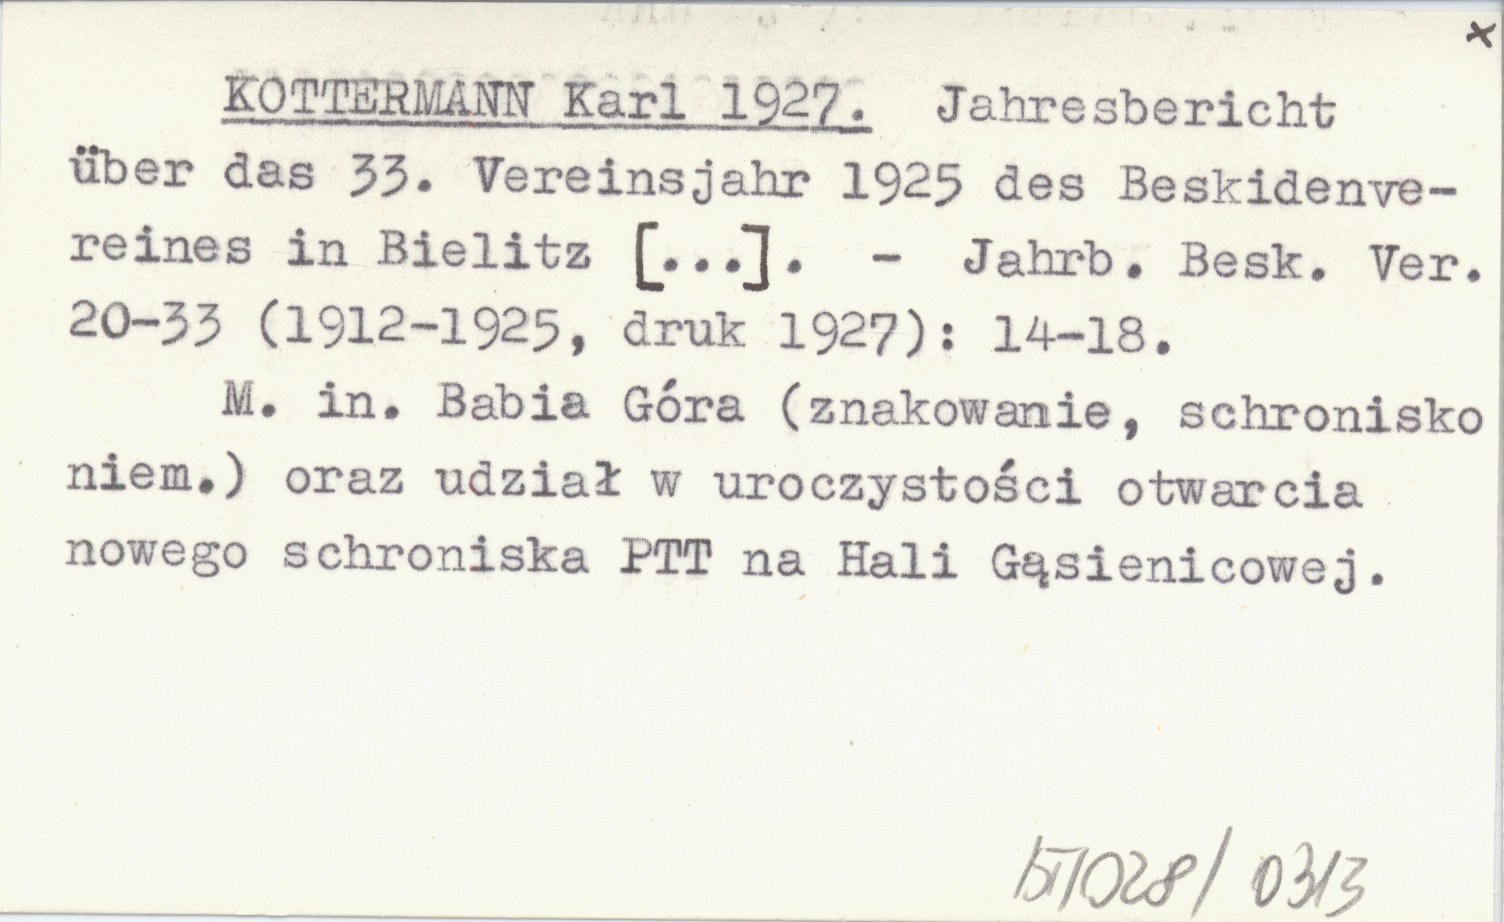 x
KOTTERMANN Karl 1927. Jahresbericht
über das 33. Vereinsjahr 1925 des Beskidenve-
reines in Bielitz [...]. - Jahrb. Besk. Ver.
20-33 (1912-1925, druk 1927): 14-18.
M. in. Babia Góra (znakowanie, schronisko
niem.) oraz udział w uroczystości otwarcia
nowego schroniska PTT na Hali Gąsienicowej.
028/0313